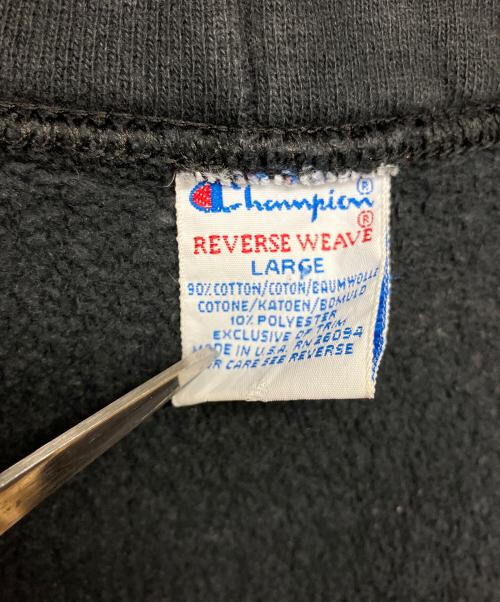 Champion®
REVERSE WEAVE®
LARGE
90% COTTON/COTON/BAUMWOLLE
COTONE/KATOEN/BOMULD
10% POLYESTER
EXCLUSIVE OF TRIM
MADE IN U.S.A. RN 26094
CARE SEE REVERSE